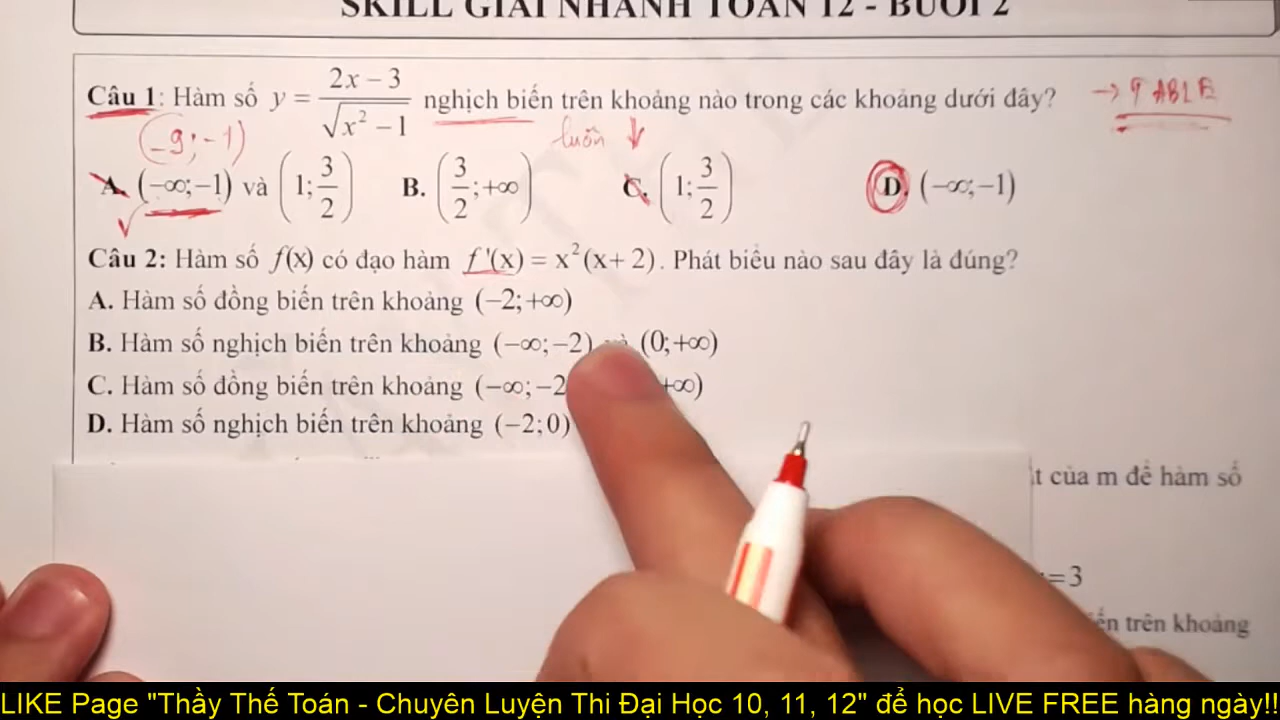 SKILL GIẢI NHANH TOÁN 12 - BUỔI 2
Câu 1: Hàm số y = (2x − 3)/√(x² − 1) nghịch biến trên khoảng nào trong các khoảng dưới đây? → TABLE
(−9; −1)
luôn ↓
A. (−∞; −1) và (1; 3/2) B. (3/2; +∞) C. (1; 3/2) D. (−∞; −1)
Câu 2: Hàm số f(x) có đạo hàm f'(x) = x²(x + 2). Phát biểu nào sau đây là đúng?
A. Hàm số đồng biến trên khoảng (−2; +∞)
B. Hàm số nghịch biến trên khoảng (−∞; −2) và (0; +∞)
C. Hàm số đồng biến trên khoảng (−∞; −2 +∞)
D. Hàm số nghịch biến trên khoảng (−2; 0)
của m để hàm số
=3
trên khoảng
LIKE Page "Thầy Thế Toán - Chuyên Luyện Thi Đại Học 10, 11, 12" để học LIVE FREE hàng ngày!!